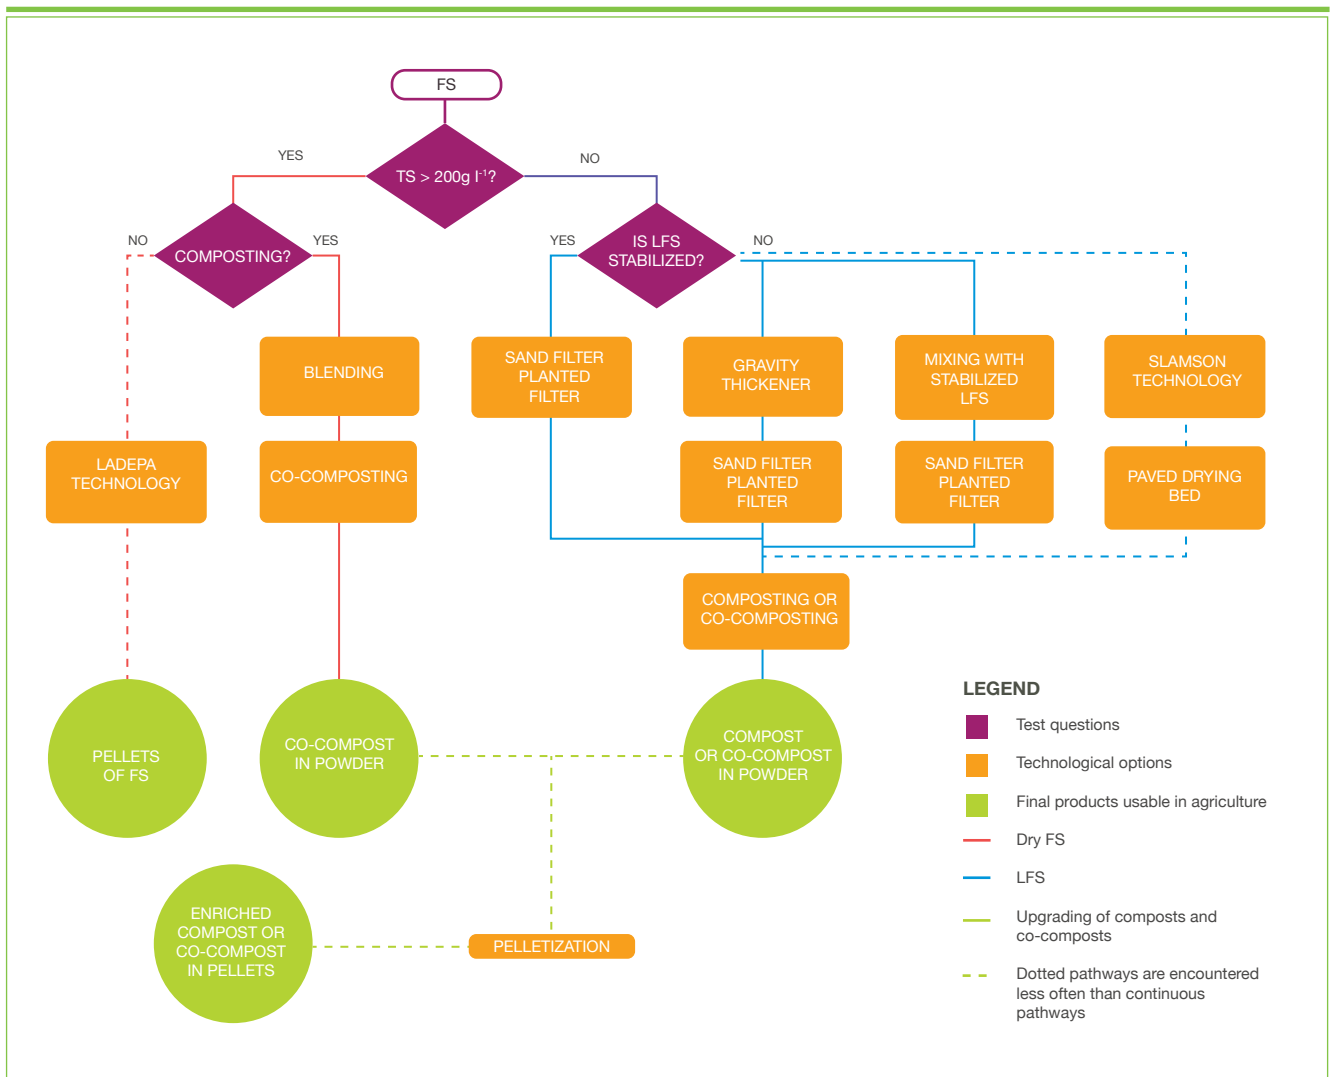 FS
TS > 200g l⁻¹?
YES
NO
COMPOSTING?
NO
YES
IS LFS
STABILIZED?
YES
NO
BLENDING
SAND FILTER
PLANTED
FILTER
GRAVITY
THICKENER
MIXING WITH
STABILIZED
LFS
SLAMSON
TECHNOLOGY
LADEPA
TECHNOLOGY
CO-COMPOSTING
SAND FILTER
PLANTED
FILTER
SAND FILTER
PLANTED
FILTER
PAVED DRYING
BED
COMPOSTING OR
CO-COMPOSTING
PELLETS
OF FS
CO-COMPOST
IN POWDER
COMPOST
OR CO-COMPOST
IN POWDER
ENRICHED
COMPOST OR
CO-COMPOST
IN PELLETS
PELLETIZATION
LEGEND
Test questions
Technological options
Final products usable in agriculture
Dry FS
LFS
Upgrading of composts and
co-composts
Dotted pathways are encountered
less often than continuous
pathways